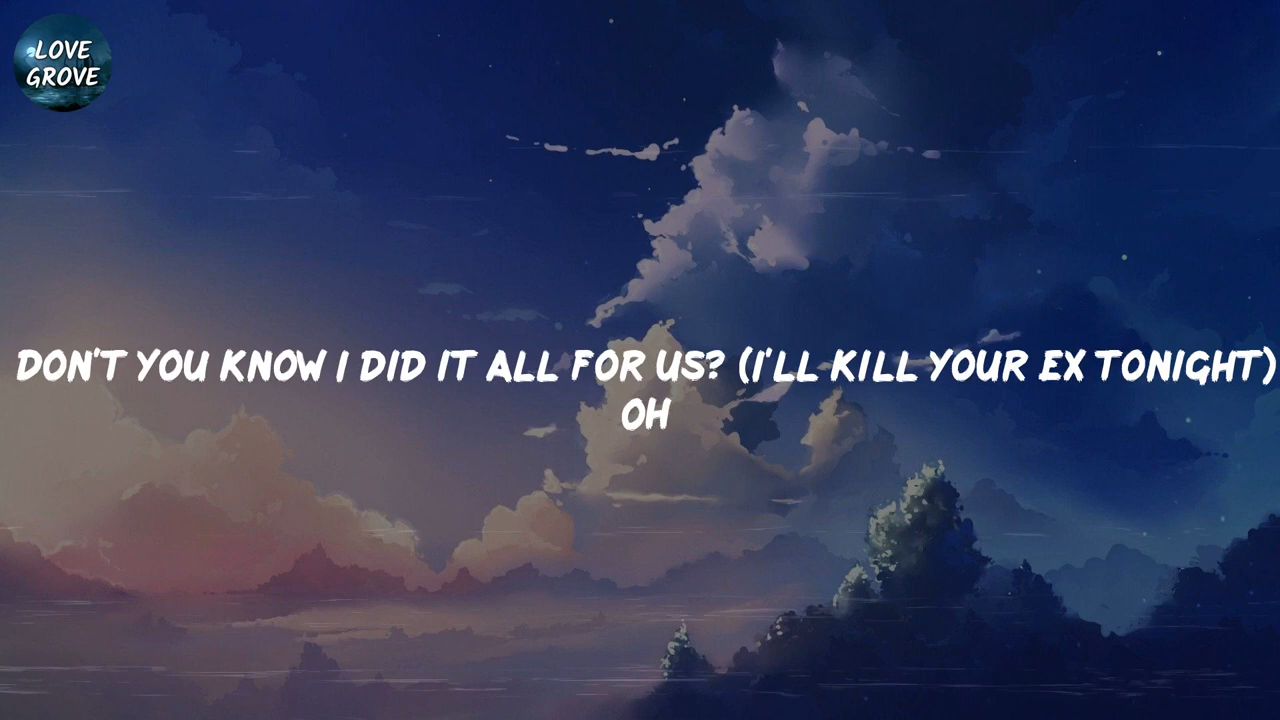 LOVE
GROVE
DON'T YOU KNOW I DID IT ALL FOR US? (I'LL KILL YOUR EX TONIGHT)
OH